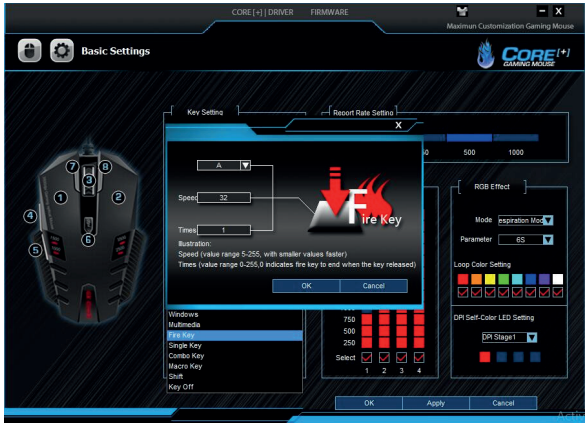 CORE [+] | DRIVER FIRMWARE
- X
Maximun Customization Gaming Mouse
Basic Settings
CORE [+]
GAMING MOUSE
Key Setting
Report Rate Setting
X
500 1000
A
Speed 32
Times 1
Fire Key
Illustration:
Speed (value range 5-255, with smaller values faster)
Times (value range 0-255,0 indicates fire key to end when the key released)
OK Cancel
7 8
3
1 2
4
6
5
RGB Effect
Mode espiration Mod
Parameter 6S
Loop Color Setting
DPI Self-Color LED Setting
DPI Stage1
Windows
Multimedia
Fire Key
Single Key
Combo Key
Macro Key
Shift
Key Off
750
500
250
Select
1 2 3 4
OK Apply Cancel